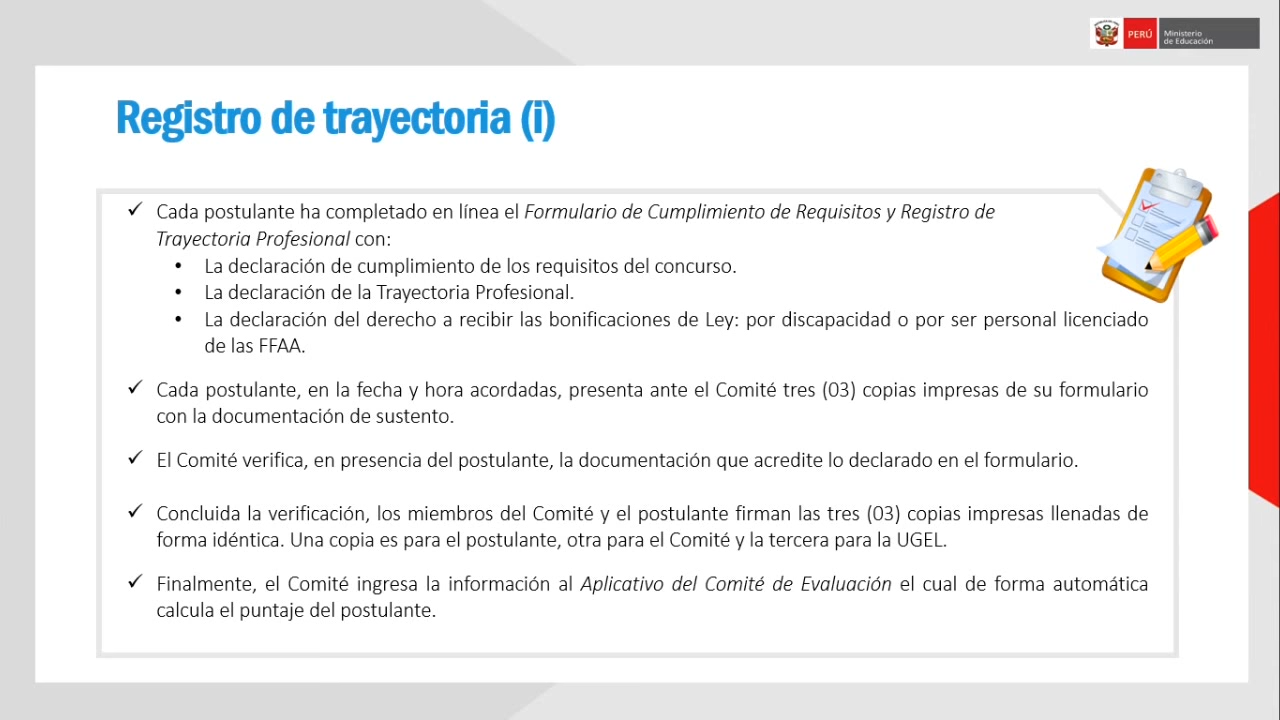 PERÚ
Ministerio
de Educación
Registro de trayectoria (i)
✓ Cada postulante ha completado en línea el Formulario de Cumplimiento de Requisitos y Registro de
Trayectoria Profesional con:
• La declaración de cumplimiento de los requisitos del concurso.
• La declaración de la Trayectoria Profesional.
• La declaración del derecho a recibir las bonificaciones de Ley: por discapacidad o por ser personal licenciado
de las FFAA.
✓ Cada postulante, en la fecha y hora acordadas, presenta ante el Comité tres (03) copias impresas de su formulario
con la documentación de sustento.
✓ El Comité verifica, en presencia del postulante, la documentación que acredite lo declarado en el formulario.
✓ Concluida la verificación, los miembros del Comité y el postulante firman las tres (03) copias impresas llenadas de
forma idéntica. Una copia es para el postulante, otra para el Comité y la tercera para la UGEL.
✓ Finalmente, el Comité ingresa la información al Aplicativo del Comité de Evaluación el cual de forma automática
calcula el puntaje del postulante.